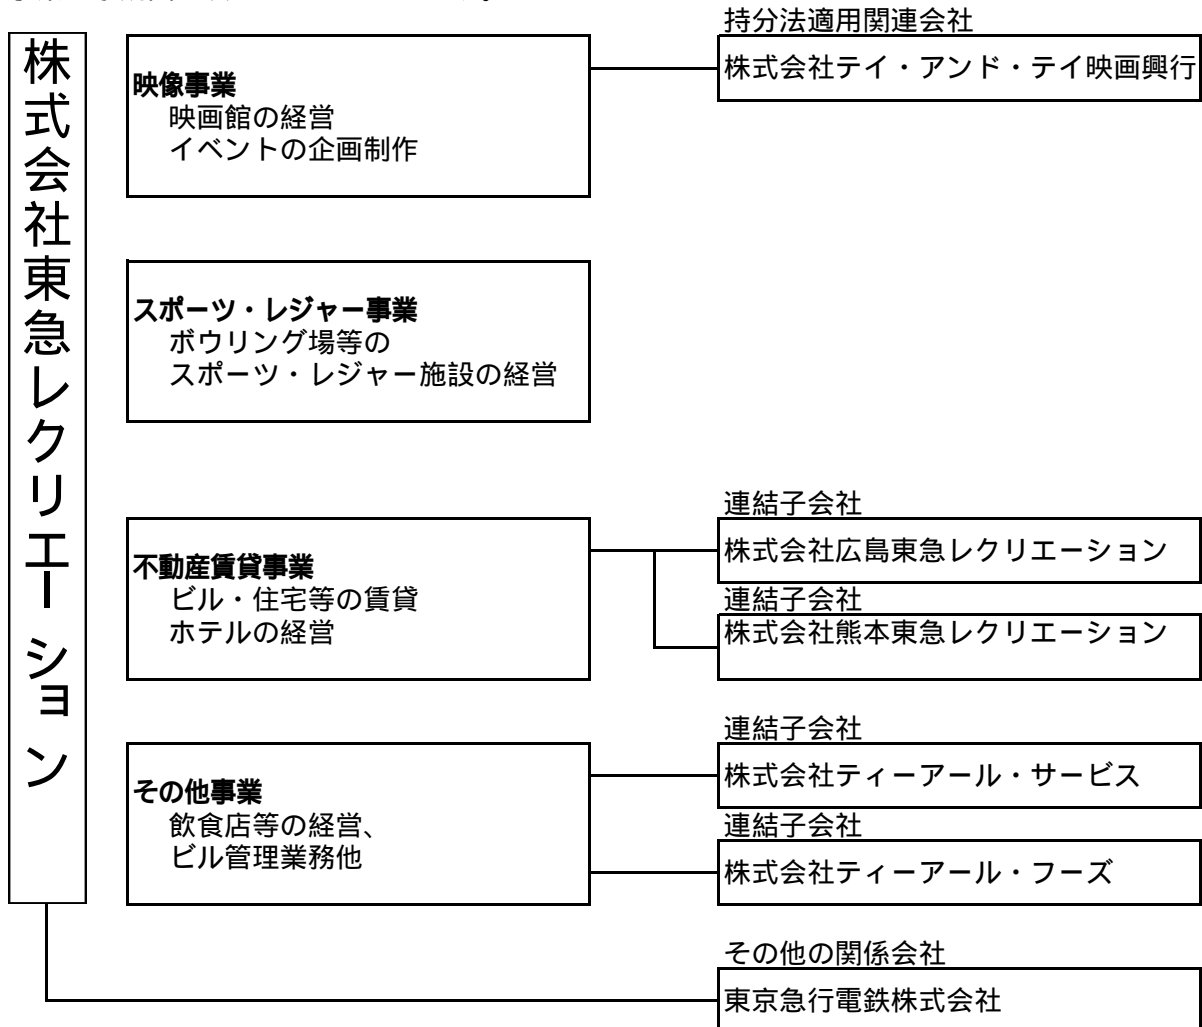 株式会社東急レクリエーション
映像事業
映画館の経営
イベントの企画制作
持分法適用関連会社
株式会社テイ・アンド・テイ映画興行
スポーツ・レジャー事業
ボウリング場等の
スポーツ・レジャー施設の経営
不動産賃貸事業
ビル・住宅等の賃貸
ホテルの経営
連結子会社
株式会社広島東急レクリエーション
連結子会社
株式会社熊本東急レクリエーション
その他事業
飲食店等の経営、
ビル管理業務他
連結子会社
株式会社ティーアール・サービス
連結子会社
株式会社ティーアール・フーズ
その他の関係会社
東京急行電鉄株式会社